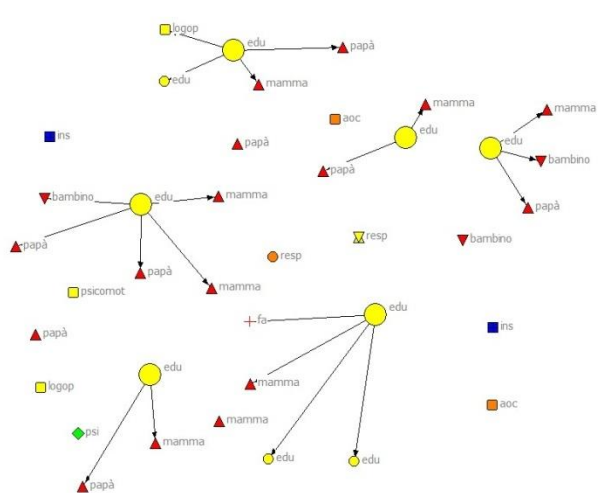 logop
edu
papà
edu
mamma
mamma
mamma
aoc
edu
ins
papà
edu
bambino
papà
bambino
edu
mamma
papà
resp
bambino
papà
resp
papà
psicomot
mamma
edu
fa
ins
papà
edu
logop
mamma
aoc
mamma
psi
mamma
edu
edu
papà